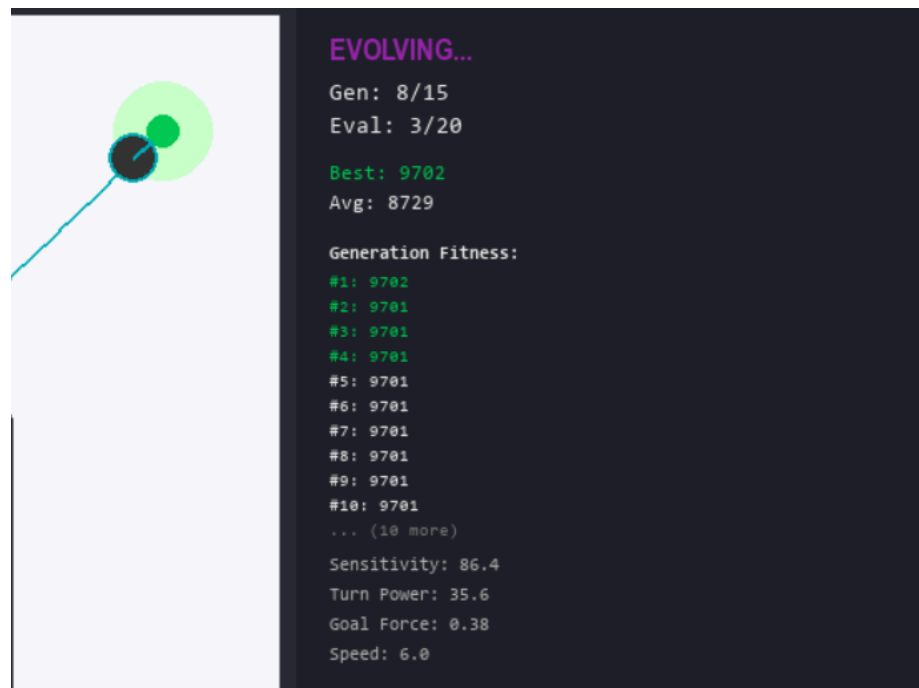 EVOLVING...
Gen: 8/15
Eval: 3/20
Best: 9702
Avg: 8729
Generation Fitness:
#1: 9702
#2: 9701
#3: 9701
#4: 9701
#5: 9701
#6: 9701
#7: 9701
#8: 9701
#9: 9701
#10: 9701
... (10 more)
Sensitivity: 86.4
Turn Power: 35.6
Goal Force: 0.38
Speed: 6.0